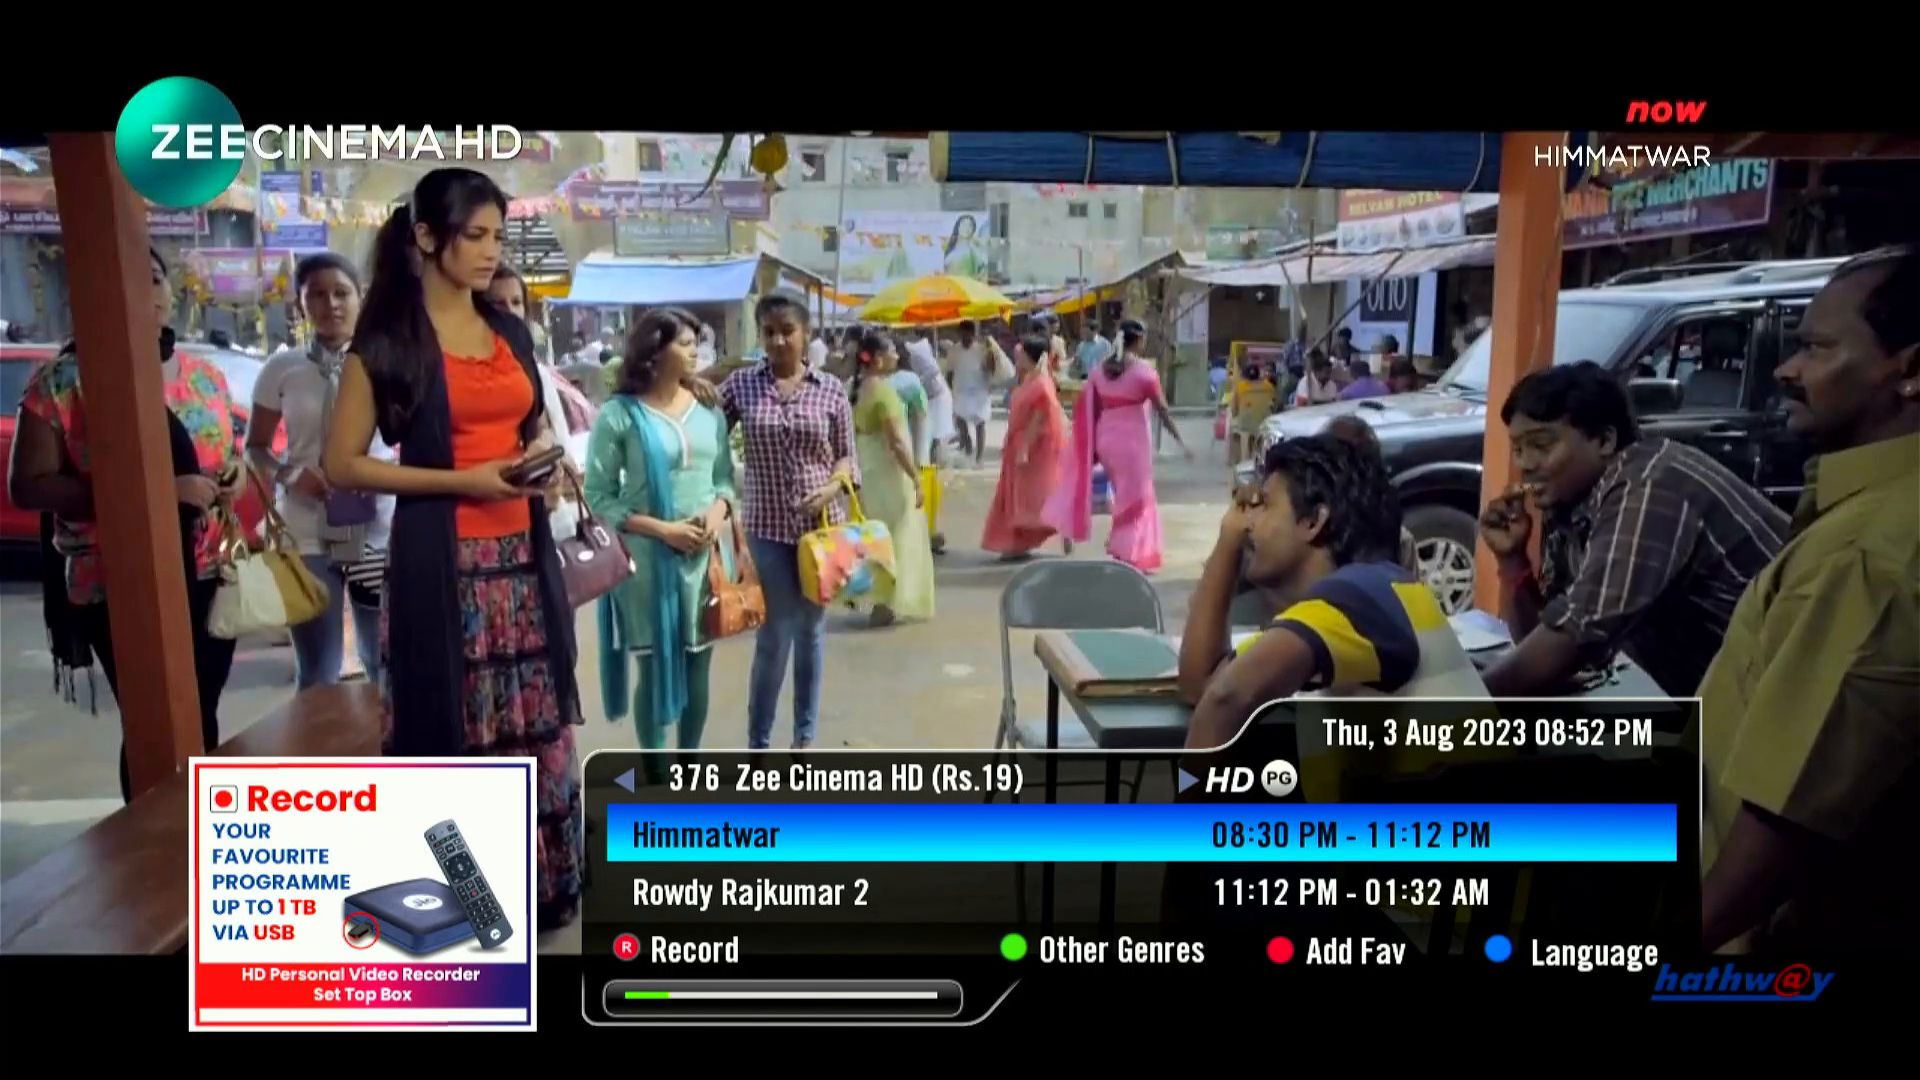 ZEECINEMA HD
now
HIMMATWAR
MERCHANTS
SELVAM HOTEL
Thu, 3 Aug 2023 08:52 PM
376 Zee Cinema HD (Rs.19)
HD PG
Himmatwar 08:30 PM - 11:12 PM
Rowdy Rajkumar 2 11:12 PM - 01:32 AM
R Record
Other Genres
Add Fav
Language
hathw@y
Record
YOUR
FAVOURITE
PROGRAMME
UP TO 1 TB
VIA USB
Jio
HD Personal Video Recorder
Set Top Box